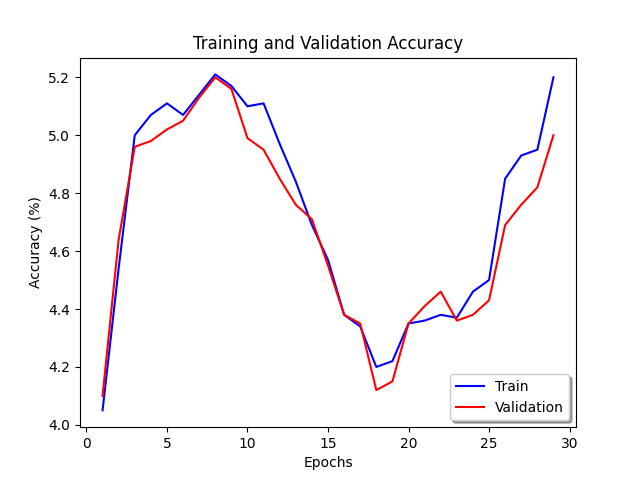 Training and Validation Accuracy
Accuracy (%)
5.2
5.0
4.8
4.6
4.4
4.2
4.0
0 5 10 15 20 25 30
Epochs
Train
Validation